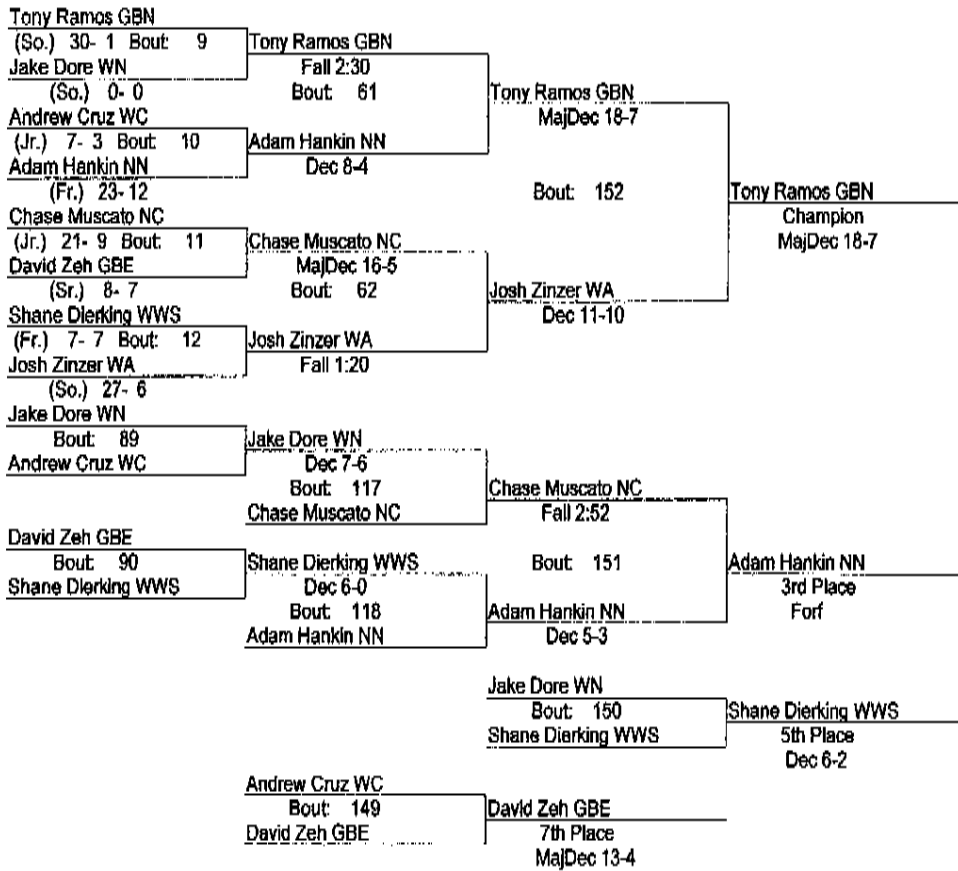 Tony Ramos GBN
(So.) 30- 1 Bout: 9
Jake Dore WN
(So.) 0- 0
Andrew Cruz WC
(Jr.) 7- 3 Bout: 10
Adam Hankin NN
(Fr.) 23- 12
Chase Muscato NC
(Jr.) 21- 9 Bout: 11
David Zeh GBE
(Sr.) 8- 7
Shane Dierking WWS
(Fr.) 7- 7 Bout: 12
Josh Zinzer WA
(So.) 27- 6
Tony Ramos GBN
Fall 2:30
Bout: 61
Adam Hankin NN
Dec 8-4
Chase Muscato NC
MajDec 16-5
Bout: 62
Josh Zinzer WA
Fall 1:20
Tony Ramos GBN
MajDec 18-7
Bout: 152
Josh Zinzer WA
Dec 11-10
Tony Ramos GBN
Champion
MajDec 18-7
Jake Dore WN
Bout: 89
Andrew Cruz WC
David Zeh GBE
Bout: 90
Shane Dierking WWS
Jake Dore WN
Dec 7-6
Bout: 117
Chase Muscato NC
Shane Dierking WWS
Dec 6-0
Bout: 118
Adam Hankin NN
Chase Muscato NC
Fall 2:52
Bout: 151
Adam Hankin NN
Dec 5-3
Adam Hankin NN
3rd Place
Forf
Jake Dore WN
Bout: 150
Shane Dierking WWS
Shane Dierking WWS
5th Place
Dec 6-2
Andrew Cruz WC
Bout: 149
David Zeh GBE
David Zeh GBE
7th Place
MajDec 13-4